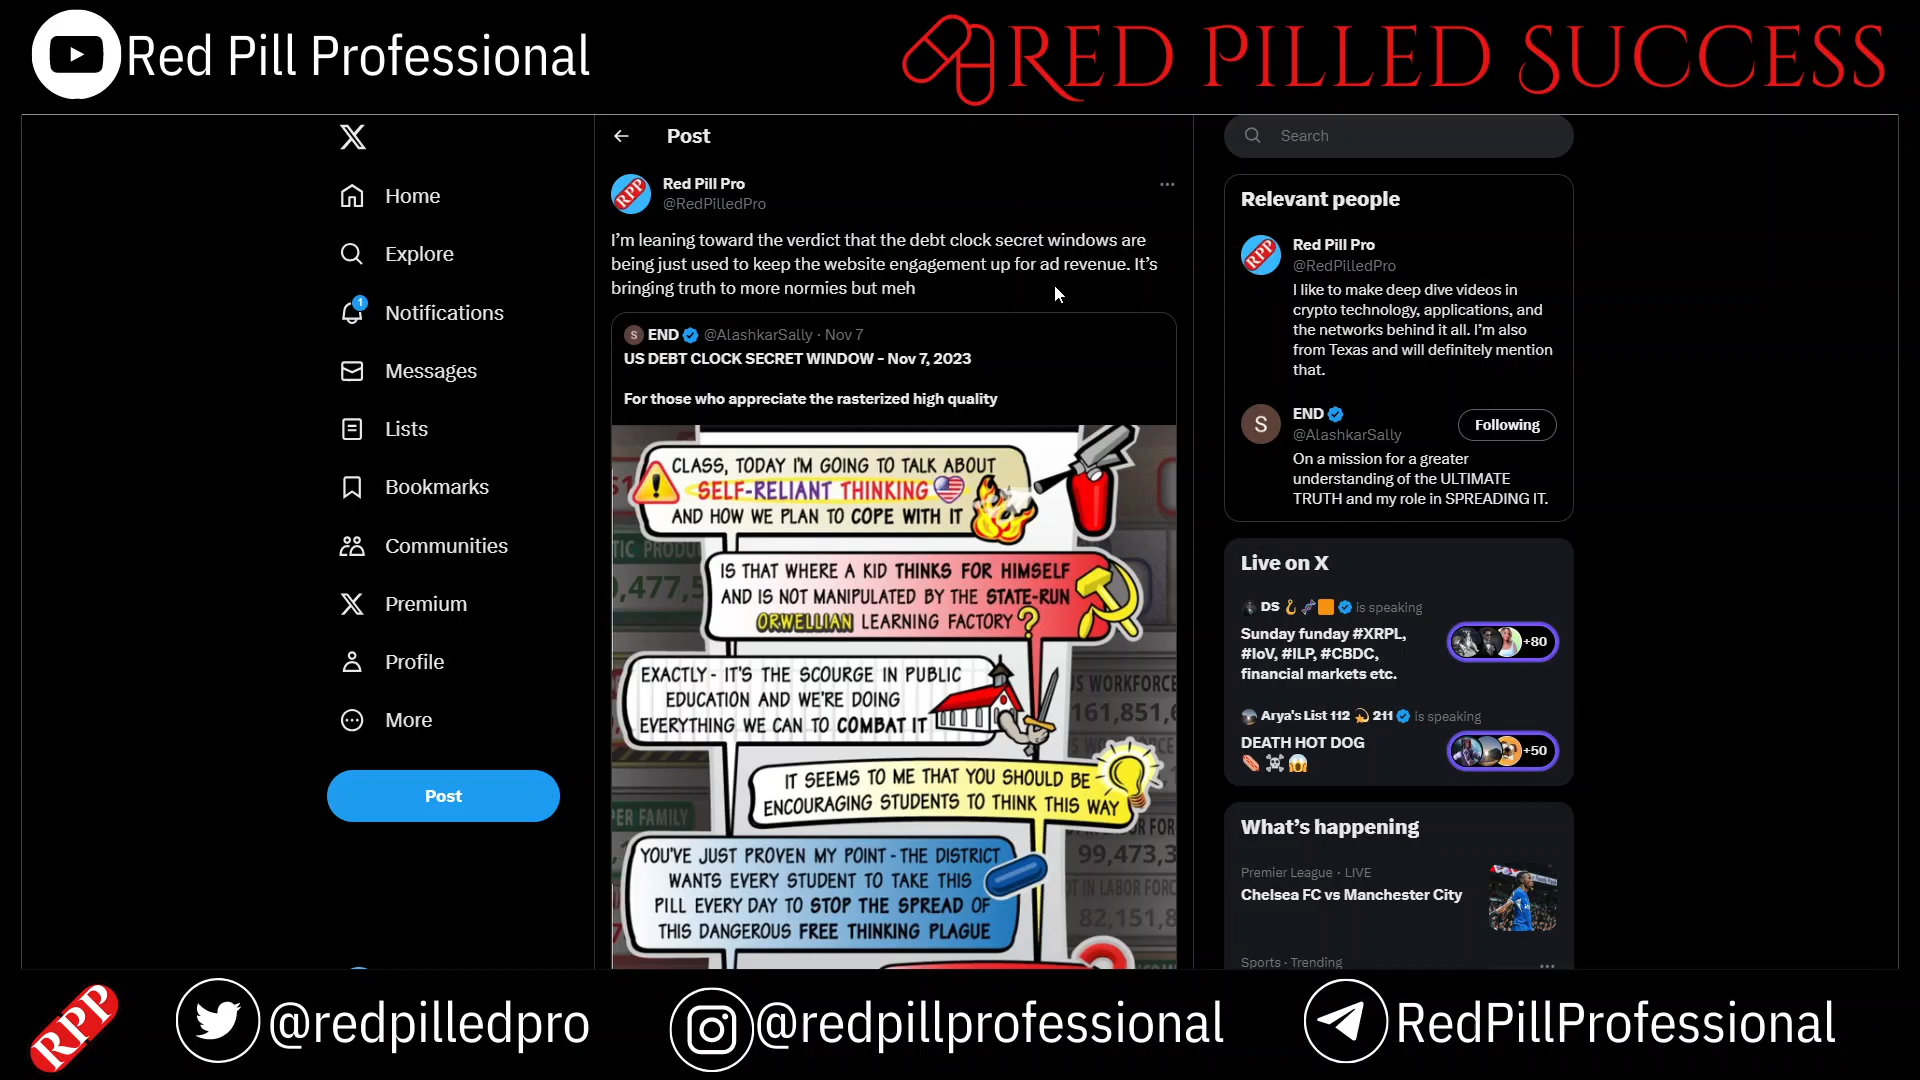 Red Pill Professional
RED PILLED SUCCESS
Home
Explore
1
Notifications
Messages
Lists
Bookmarks
Communities
Premium
Profile
More
Post
Post
RPP
Red Pill Pro
@RedPilledPro
I'm leaning toward the verdict that the debt clock secret windows are
being just used to keep the website engagement up for ad revenue. It's
bringing truth to more normies but meh
S END @AlashkarSally · Nov 7
US DEBT CLOCK SECRET WINDOW – Nov 7, 2023
For those who appreciate the rasterized high quality
CLASS, TODAY I'M GOING TO TALK ABOUT
SELF-RELIANT THINKING
AND HOW WE PLAN TO COPE WITH IT
IS THAT WHERE A KID THINKS FOR HIMSELF
AND IS NOT MANIPULATED BY THE STATE-RUN
ORWELLIAN LEARNING FACTORY ?
EXACTLY - IT'S THE SCOURGE IN PUBLIC
EDUCATION AND WE'RE DOING
EVERYTHING WE CAN TO COMBAT IT
IT SEEMS TO ME THAT YOU SHOULD BE
ENCOURAGING STUDENTS TO THINK THIS WAY
YOU'VE JUST PROVEN MY POINT - THE DISTRICT
WANTS EVERY STUDENT TO TAKE THIS
PILL EVERY DAY TO STOP THE SPREAD OF
THIS DANGEROUS FREE THINKING PLAGUE
PER FAMILY
99,473,3
82,151,8
Search
Relevant people
RPP
Red Pill Pro
@RedPilledPro
I like to make deep dive videos in
crypto technology, applications, and
the networks behind it all. I'm also
from Texas and will definitely mention
that.
S
END
@AlashkarSally
Following
On a mission for a greater
understanding of the ULTIMATE
TRUTH and my role in SPREADING IT.
Live on X
DS is speaking
Sunday funday #XRPL,
#IoV, #ILP, #CBDC,
financial markets etc.
+80
Arya's List 112 211 is speaking
DEATH HOT DOG
+50
What's happening
Premier League · LIVE
Chelsea FC vs Manchester City
Sports · Trending
RPP
@redpilledpro
@redpillprofessional
RedPillProfessional